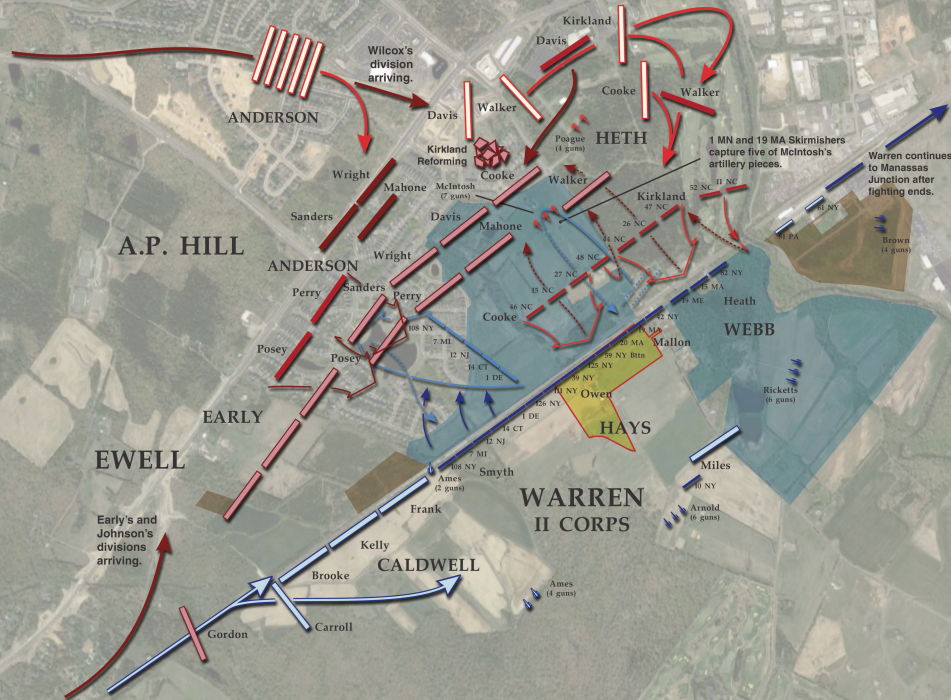 Kirkland
Davis
Wilcox's
division
arriving.
ANDERSON
Davis
Walker
Cooke
Walker
Poague
(4 guns)
HETH
1 MN and 19 MA Skirmishers
capture five of McIntosh's
artillery pieces.
Warren continues
to Manassas
Junction after
fighting ends.
Kirkland
Reforming
Cooke
Wright
Mahone
McIntosh
(7 guns)
Walker
Kirkland
52 NC
11 NC
47 NC
61 NY
81 PA
Brown
(4 guns)
Sanders
Davis
Mahone
26 NC
44 NC
A.P. HILL
ANDERSON
Wright
48 NC
27 NC
15 NC
Perry
Sanders
Perry
46 NC
Cooke
82 NY
15 MA
19 ME
Heath
42 NY
WEBB
108 NY
7 MI
12 NJ
14 CT
1 DE
19 MA
20 MA
Mallon
59 NY Bttn
125 NY
39 NY
111 NY
Owen
126 NY
1 DE
HAYS
14 CT
12 NJ
7 MI
108 NY
Smyth
Posey
Posey
Ricketts
(6 guns)
EARLY
EWELL
Ames
(2 guns)
Miles
10 NY
WARREN
II CORPS
Arnold
(6 guns)
Frank
Early's and
Johnson's
divisions
arriving.
Kelly
CALDWELL
Brooke
Ames
(4 guns)
Gordon
Carroll